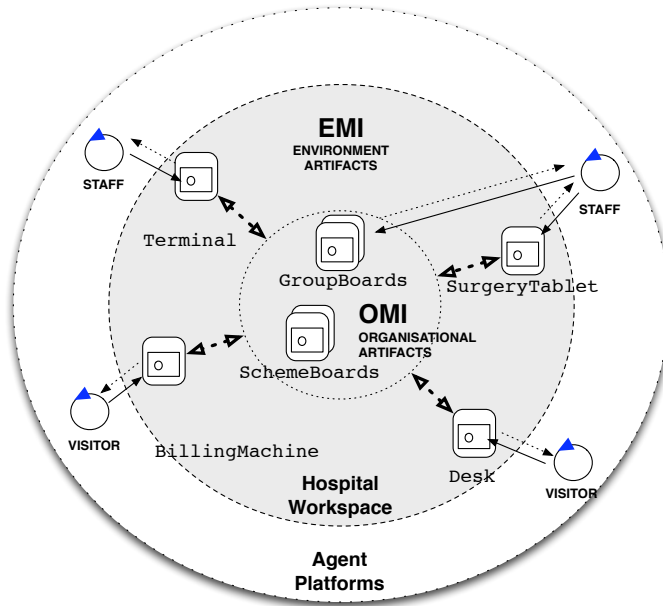 EMI
ENVIRONMENT
ARTIFACTS
STAFF
STAFF
Terminal
GroupBoards
SurgeryTablet
OMI
ORGANISATIONAL
ARTIFACTS
SchemeBoards
VISITOR
BillingMachine
Desk
VISITOR
Hospital
Workspace
Agent
Platforms